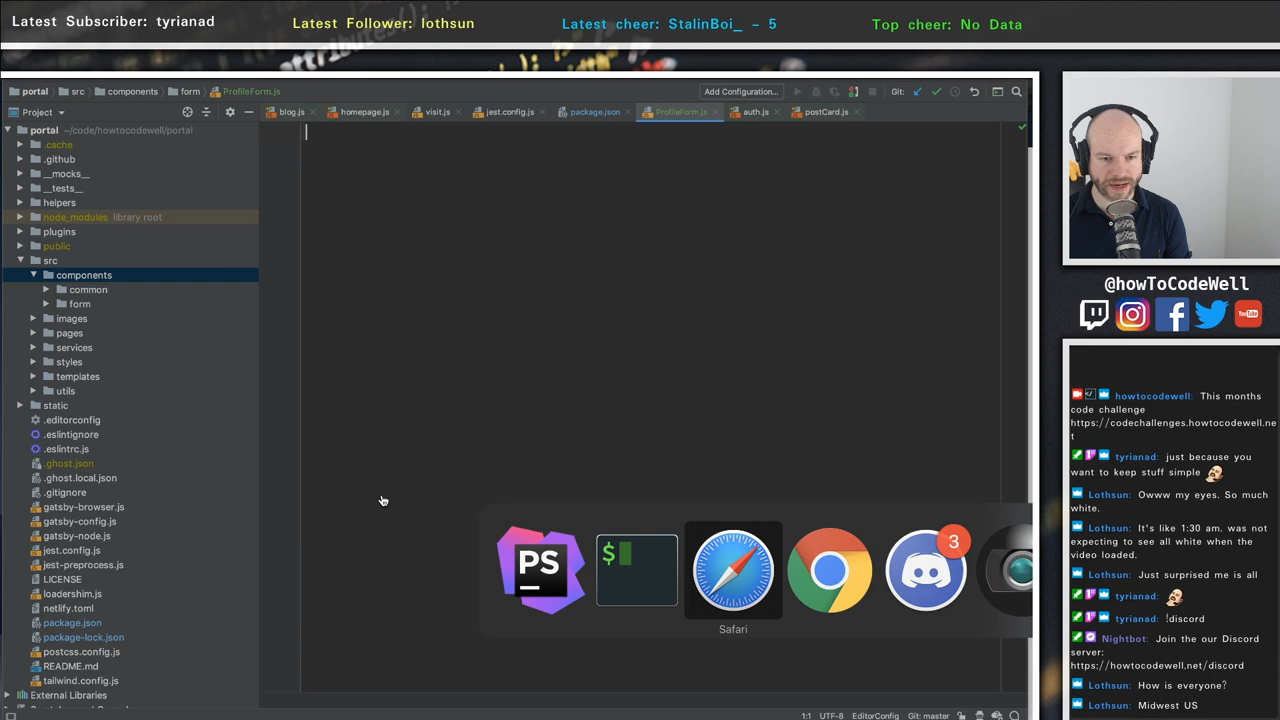 Latest Subscriber: tyrianad
Latest Follower: lothsun
Latest cheer: StalinBoi_ - 5
Top cheer: No Data
portal
src
components
form
ProfileForm.js
Add Configuration...
Git:
Project
blog.js
homepage.js
visit.js
jest.config.js
package.json
ProfileForm.js
auth.js
postCard.js
portal ~/code/howtocodewell/portal
.cache
.github
__mocks__
__tests__
helpers
node_modules library root
plugins
public
src
components
common
form
images
pages
services
styles
templates
utils
static
.editorconfig
.eslintignore
.eslintrc.js
.ghost.json
.ghost.local.json
.gitignore
gatsby-browser.js
gatsby-config.js
gatsby-node.js
jest.config.js
jest-preprocess.js
LICENSE
loadershim.js
netlify.toml
package.json
package-lock.json
postcss.config.js
README.md
tailwind.config.js
External Libraries
PS
$
3
Safari
1:1 UTF-8 EditorConfig Git: master
@howToCodeWell
You Tube
howtocodewell: This months
code challenge
https://codechallenges.howtocodewell.ne
t
tyrianad: just because you
want to keep stuff simple
Lothsun: Owww my eyes. So much
white.
Lothsun: It's like 1:30 am. was not
expecting to see all white when the
video loaded.
Lothsun: Just surprised me is all
tyrianad:
tyrianad: !discord
Nightbot: Join the our Discord
server:
https://howtocodewell.net/discord
Lothsun: How is everyone?
Lothsun: Midwest US